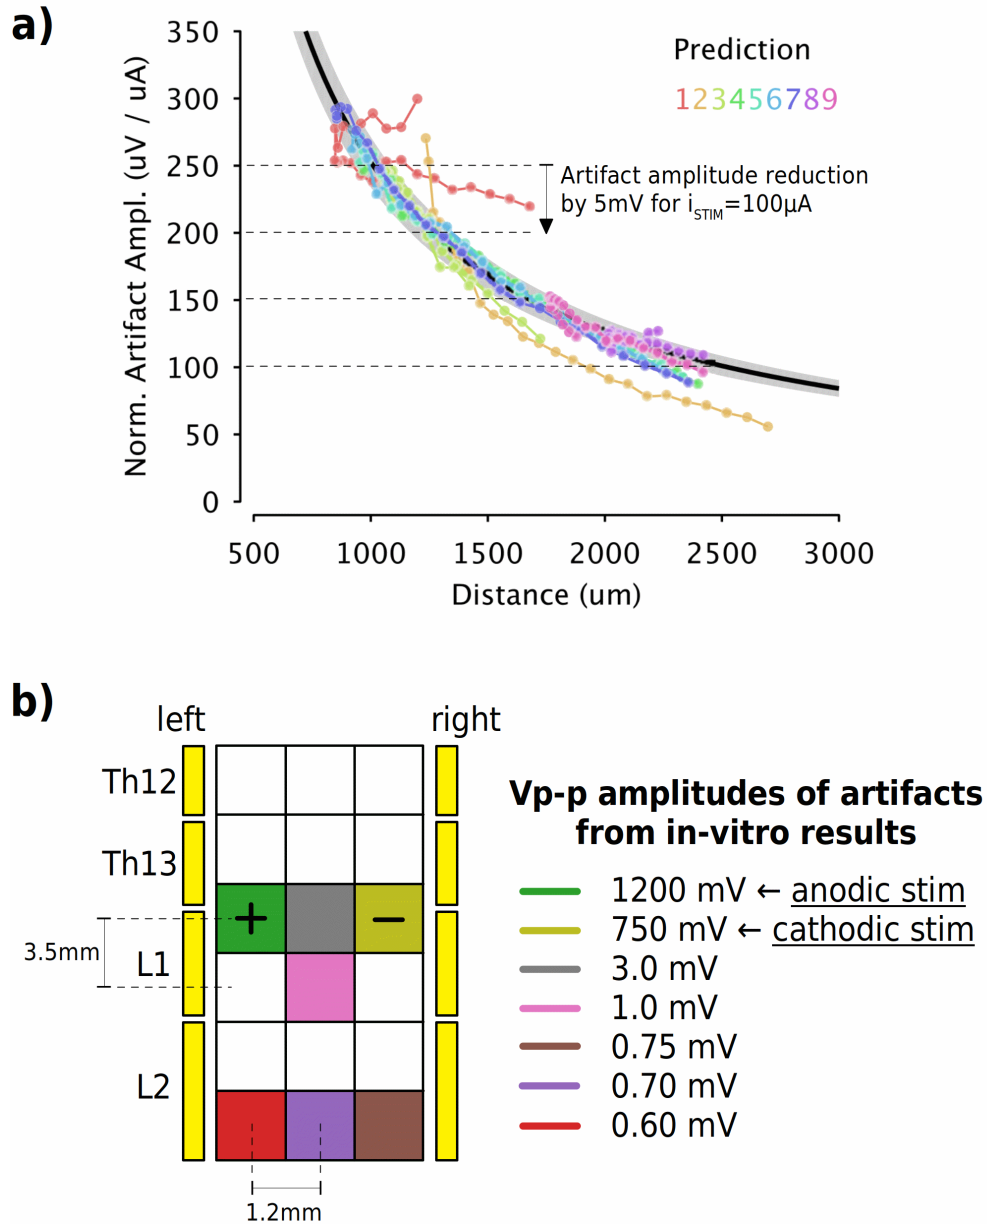 a)
350
300
250
200
150
100
50
0
Norm. Artifact Ampl. (uV / uA)
Prediction
123456789
Artifact amplitude reduction
by 5mV for iSTIM=100μA
500 1000 1500 2000 2500 3000
Distance (um)
b)
left right
Th12
Th13
L1
L2
3.5mm
+ −
1.2mm
Vp-p amplitudes of artifacts
from in-vitro results
1200 mV ← anodic stim
750 mV ← cathodic stim
3.0 mV
1.0 mV
0.75 mV
0.70 mV
0.60 mV